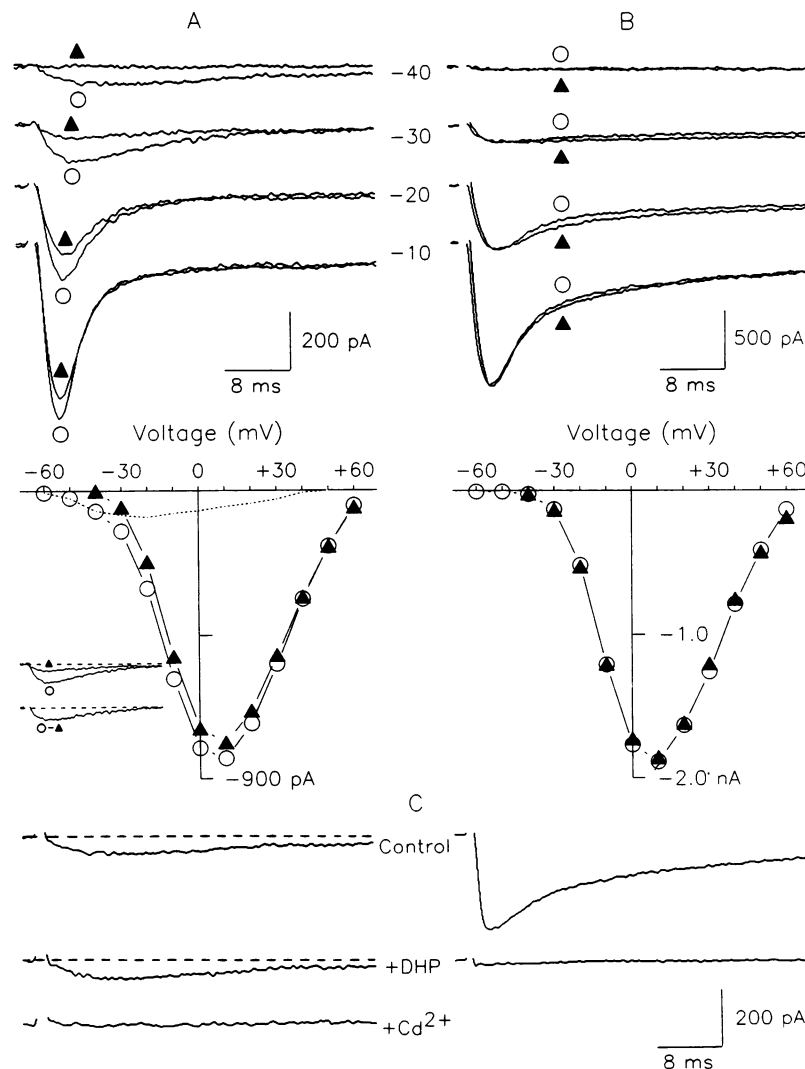 A
B
-40
-30
-20
-10
200 pA
8 ms
500 pA
8 ms
Voltage (mV)
-60 -30 0 +30 +60
-900 pA
Voltage (mV)
-60 -30 0 +30 +60
-1.0
-2.0 nA
C
Control
+DHP
+Cd²⁺
200 pA
8 ms